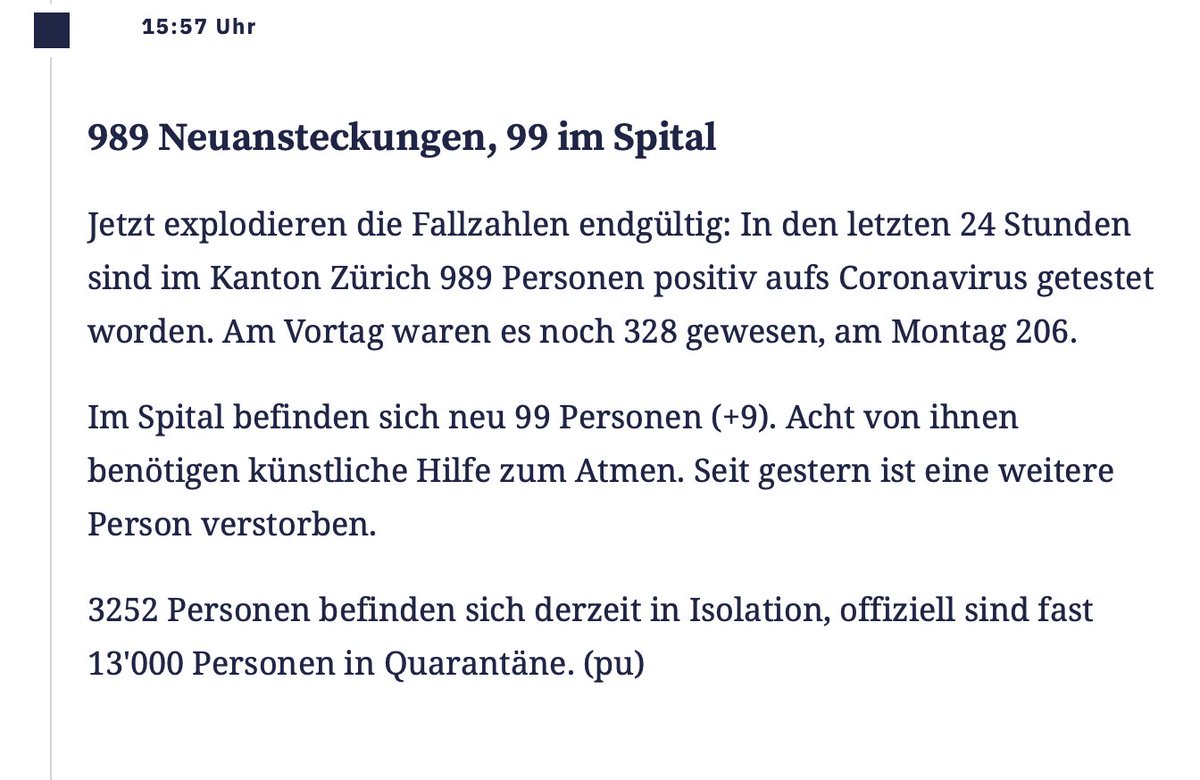 15:57 Uhr
989 Neuansteckungen, 99 im Spital
Jetzt explodieren die Fallzahlen endgültig: In den letzten 24 Stunden
sind im Kanton Zürich 989 Personen positiv aufs Coronavirus getestet
worden. Am Vortag waren es noch 328 gewesen, am Montag 206.
Im Spital befinden sich neu 99 Personen (+9). Acht von ihnen
benötigen künstliche Hilfe zum Atmen. Seit gestern ist eine weitere
Person verstorben.
3252 Personen befinden sich derzeit in Isolation, offiziell sind fast
13'000 Personen in Quarantäne. (pu)